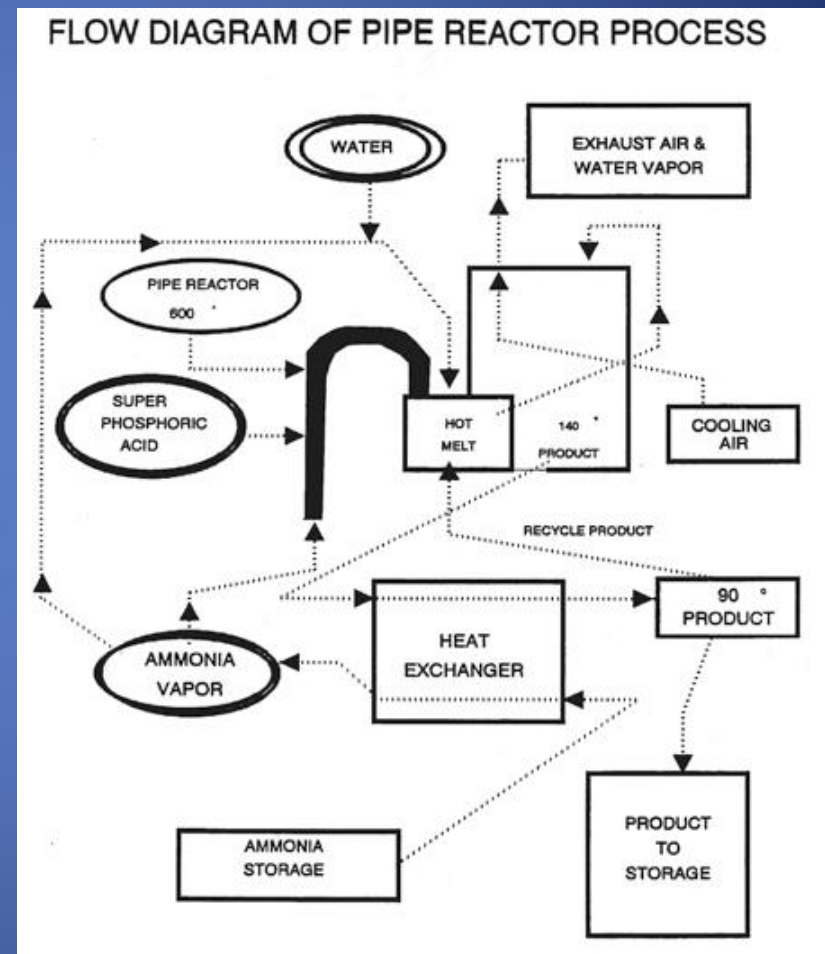 FLOW DIAGRAM OF PIPE REACTOR PROCESS
WATER
EXHAUST AIR &
WATER VAPOR
PIPE REACTOR
600 °
SUPER
PHOSPHORIC
ACID
HOT
MELT
140 °
PRODUCT
COOLING
AIR
RECYCLE PRODUCT
90 °
PRODUCT
HEAT
EXCHANGER
AMMONIA
VAPOR
AMMONIA
STORAGE
PRODUCT
TO
STORAGE